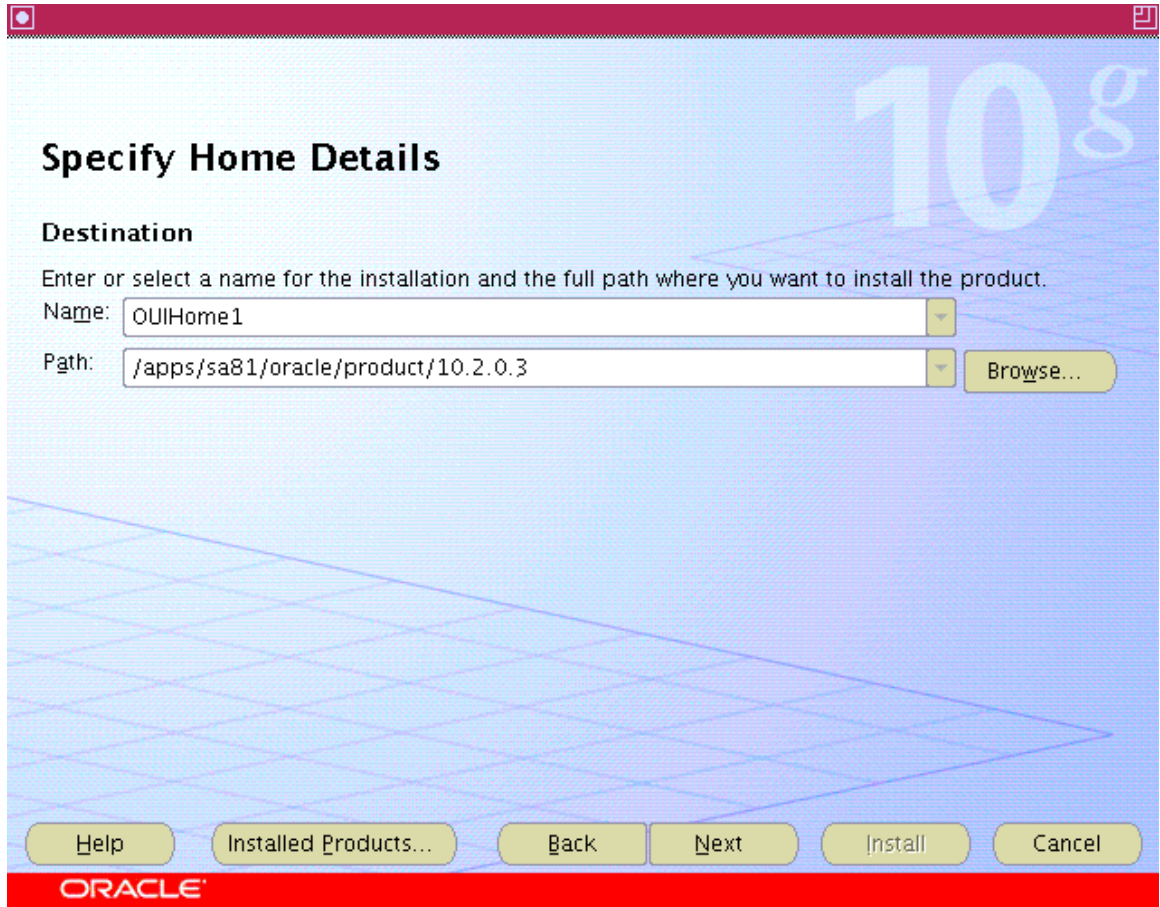 10g
Specify Home Details
Destination
Enter or select a name for the installation and the full path where you want to install the product.
Name: OUIHome1
Path: /apps/sa81/oracle/product/10.2.0.3 Browse...
Help Installed Products... Back Next Install Cancel
ORACLE